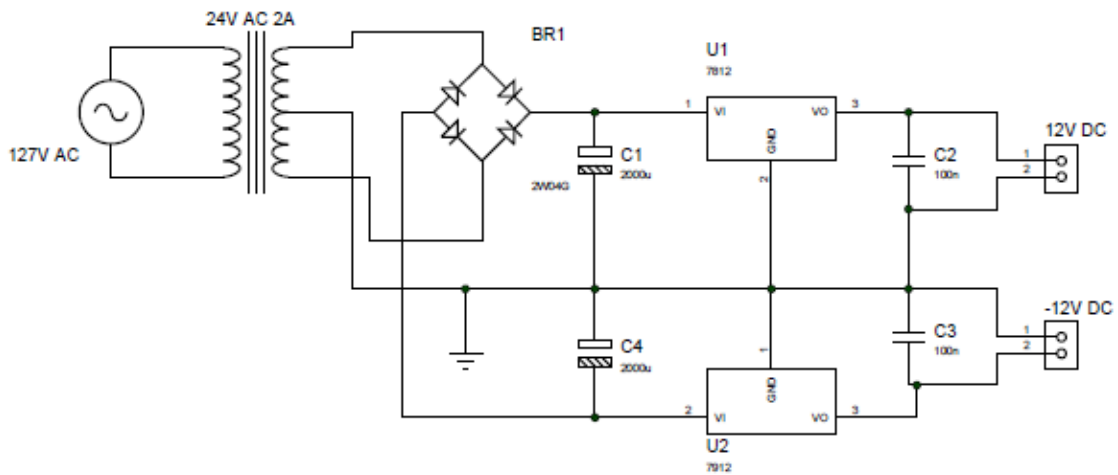 24V AC 2A
127V AC
BR1
2W04G
C1
2000u
C4
2000u
U1
7812
1
VI
VO
3
GND
2
C2
100n
12V DC
1
2
C3
100n
-12V DC
1
2
1
GND
2
VI
VO
3
U2
7912